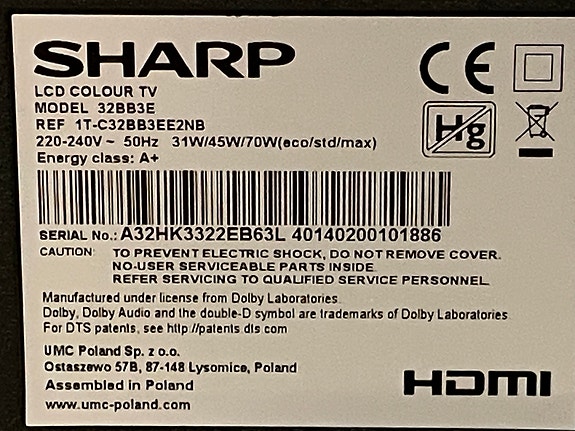 SHARP
LCD COLOUR TV
MODEL 32BB3E
REF 1T-C32BB3EE2NB
220-240V ~ 50Hz 31W/45W/70W(eco/std/max)
Energy class: A+
CE
Hg
SERIAL No.: A32HK3322EB63L 40140200101886
CAUTION: TO PREVENT ELECTRIC SHOCK, DO NOT REMOVE COVER.
NO-USER SERVICEABLE PARTS INSIDE
REFER SERVICING TO QUALIFIED SERVICE PERSONNEL
Manufactured under license from Dolby Laboratories.
Dolby, Dolby Audio and the double-D symbol are trademarks of Dolby Laboratories
For DTS patents, see http://patents.dts.com
UMC Poland Sp. z o.o.
Ostaszewo 57B, 87-148 Lysomice, Poland
Assembled in Poland
www.umc-poland.com
HDMI